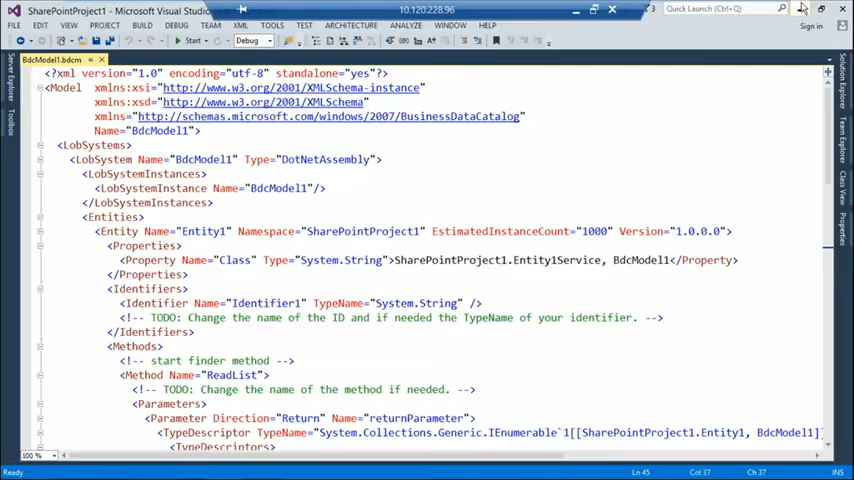 SharePointProject1 - Microsoft Visual Studio
10.120.228.96
3
Quick Launch (Ctrl+Q)
FILE EDIT VIEW PROJECT BUILD DEBUG TEAM XML TOOLS TEST ARCHITECTURE ANALYZE WINDOW HELP
Sign in
Start
Debug
Server Explorer
Toolbox
BdcModel1.bdcm
<?xml version="1.0" encoding="utf-8" standalone="yes"?>
<Model xmlns:xsi="http://www.w3.org/2001/XMLSchema-instance"
xmlns:xsd="http://www.w3.org/2001/XMLSchema"
xmlns="http://schemas.microsoft.com/windows/2007/BusinessDataCatalog"
Name="BdcModel1">
<LobSystems>
<LobSystem Name="BdcModel1" Type="DotNetAssembly">
<LobSystemInstances>
<LobSystemInstance Name="BdcModel1"/>
</LobSystemInstances>
<Entities>
<Entity Name="Entity1" Namespace="SharePointProject1" EstimatedInstanceCount="1000" Version="1.0.0.0">
<Properties>
<Property Name="Class" Type="System.String">SharePointProject1.Entity1Service, BdcModel1</Property>
</Properties>
<Identifiers>
<Identifier Name="Identifier1" TypeName="System.String" />
<!-- TODO: Change the name of the ID and if needed the TypeName of your identifier. -->
</Identifiers>
<Methods>
<!-- start finder method -->
<Method Name="ReadList">
<!-- TODO: Change the name of the method if needed. -->
<Parameters>
<Parameter Direction="Return" Name="returnParameter">
<TypeDescriptor TypeName="System.Collections.Generic.IEnumerable`1[[SharePointProject1.Entity1, BdcModel1]]
<TypeDescriptors>
Solution Explorer
Team Explorer
Class View
Properties
100 %
Ready
Ln 45
Col 37
Ch 37
INS